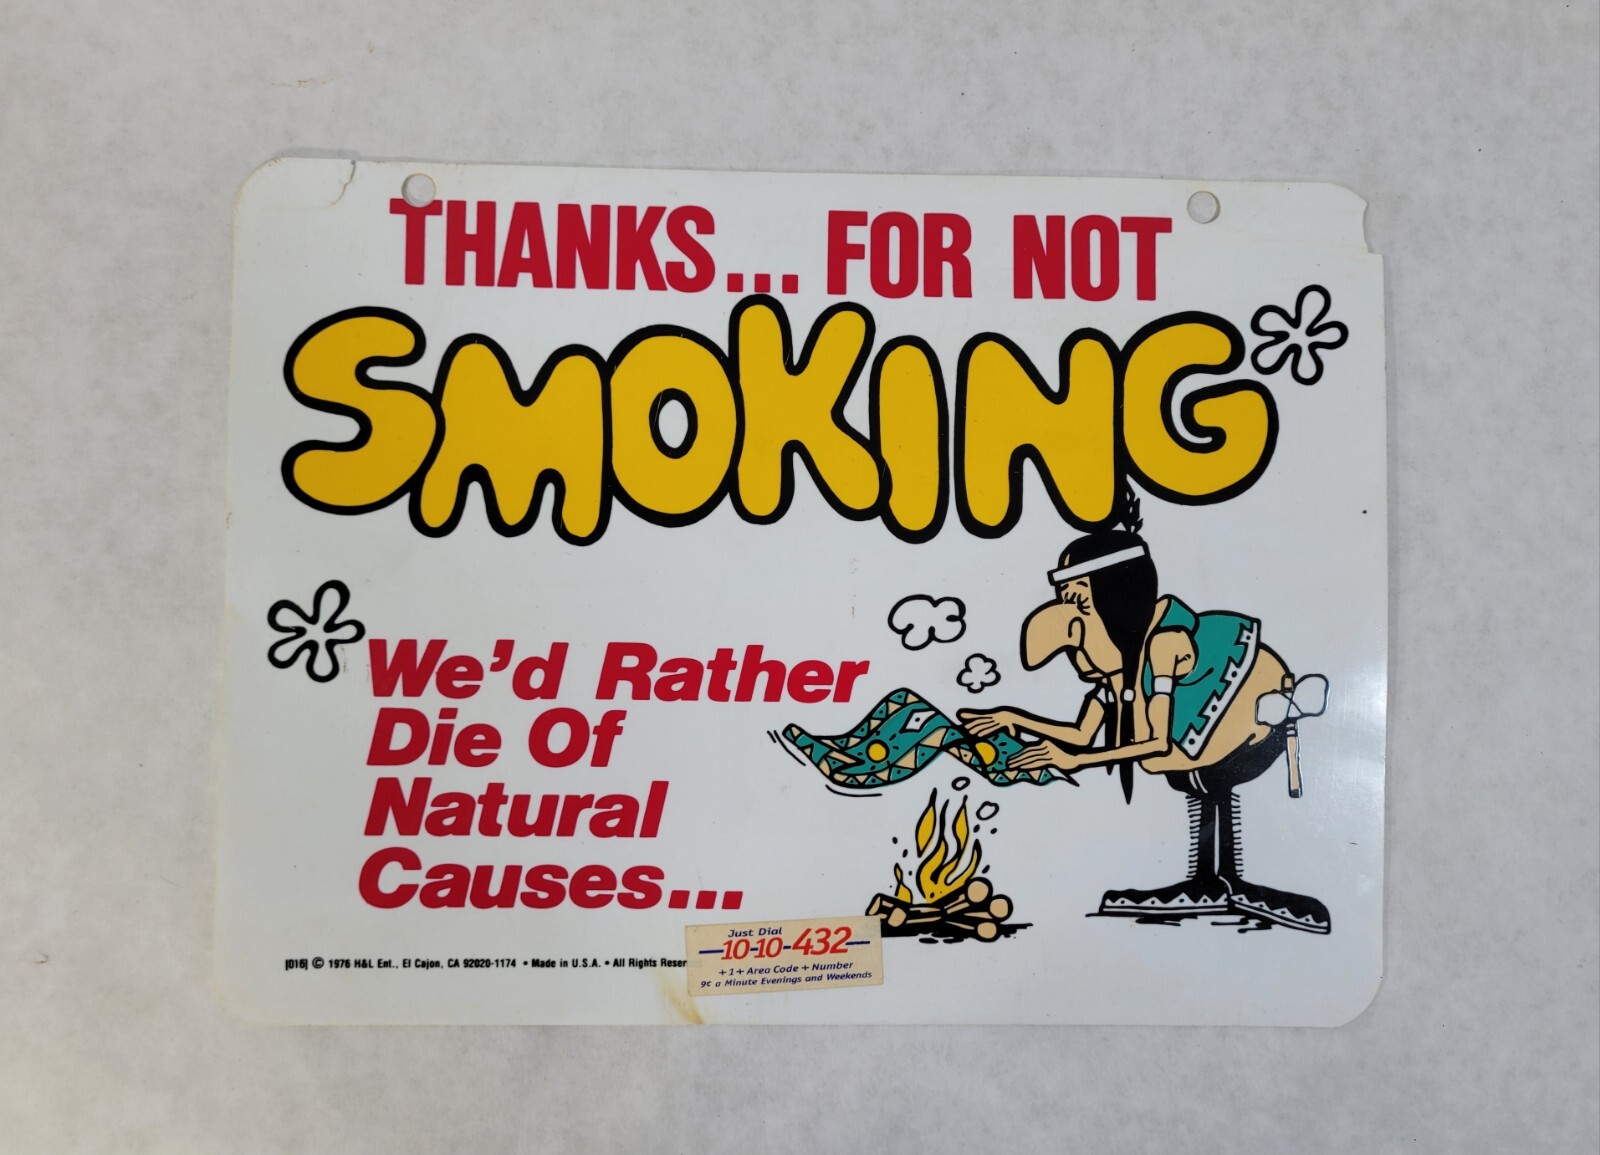 THANKS... FOR NOT
SMOKING*
*We'd Rather
Die Of
Natural
Causes...
[016] © 1976 H&L Ent., El Cajon, CA 92020-1174 • Made in U.S.A. • All Rights Reser
Just Dial
10-10-432
+1+ Area Code + Number
9¢ a Minute Evenings and Weekends